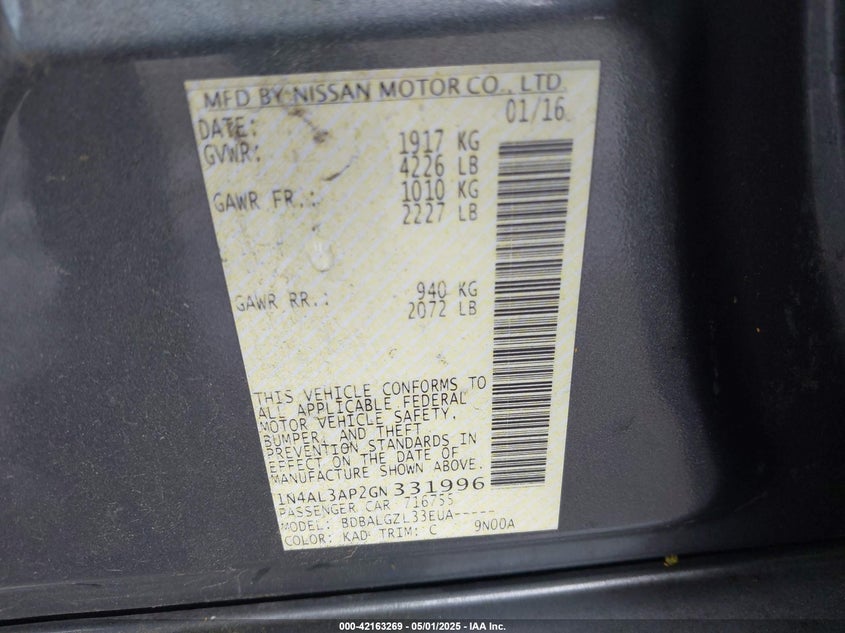 MFD BY NISSAN MOTOR CO., LTD.
DATE: 01/16
GVWR: 1917 KG
4226 LB
GAWR FR.: 1010 KG
2227 LB
GAWR RR.: 940 KG
2072 LB
THIS VEHICLE CONFORMS TO
ALL APPLICABLE FEDERAL
MOTOR VEHICLE SAFETY,
BUMPER, AND THEFT
PREVENTION STANDARDS IN
EFFECT ON THE DATE OF
MANUFACTURE SHOWN ABOVE.
1N4AL3AP2GN331996
PASSENGER CAR 716755
MODEL: BDBALGZL33EUA-----
COLOR: KAD TRIM: C 9N00A
000-42163269 - 05/01/2025 - IAA Inc.